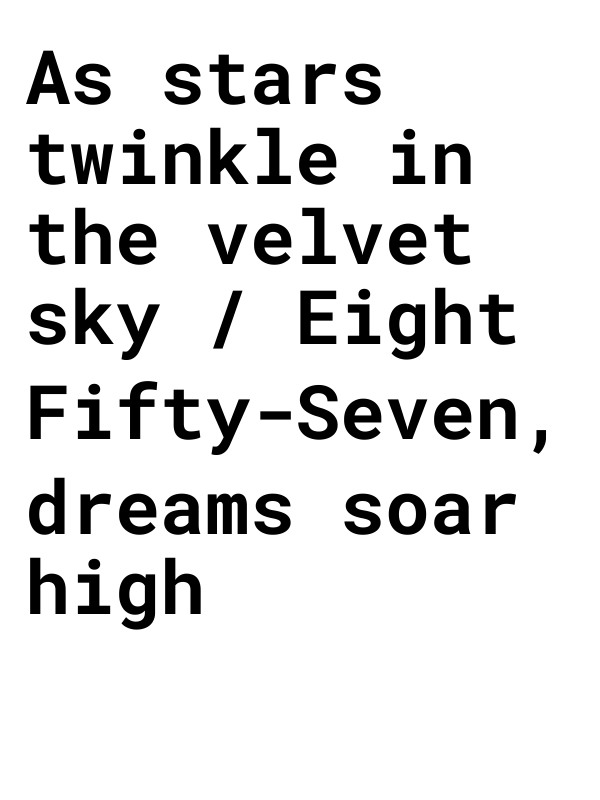 As stars
twinkle in
the velvet
sky / Eight
Fifty-Seven,
dreams soar
high